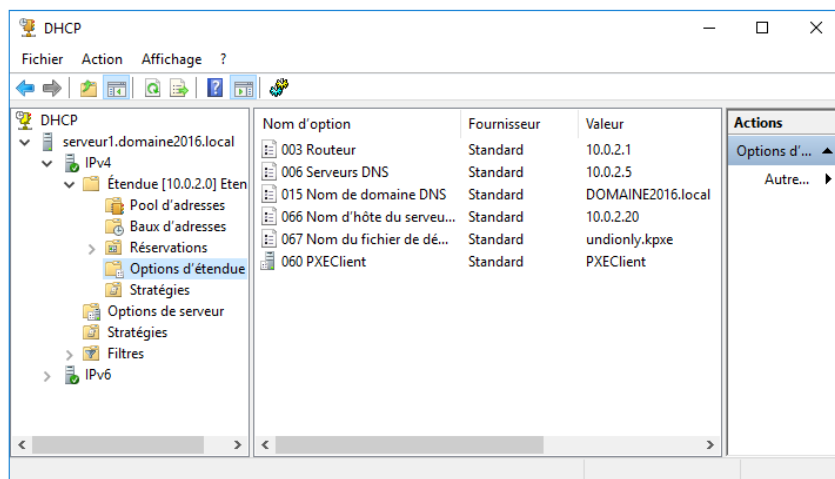 DHCP
Fichier Action Affichage ?
DHCP
serveur1.domaine2016.local
IPv4
Étendue [10.0.2.0] Eten
Pool d'adresses
Baux d'adresses
Réservations
Options d'étendue
Stratégies
Options de serveur
Stratégies
Filtres
IPv6
Nom d'option Fournisseur Valeur
003 Routeur Standard 10.0.2.1
006 Serveurs DNS Standard 10.0.2.5
015 Nom de domaine DNS Standard DOMAINE2016.local
066 Nom d'hôte du serveu... Standard 10.0.2.20
067 Nom du fichier de dé... Standard undionly.kpxe
060 PXEClient Standard PXEClient
Actions
Options d'...
Autre...